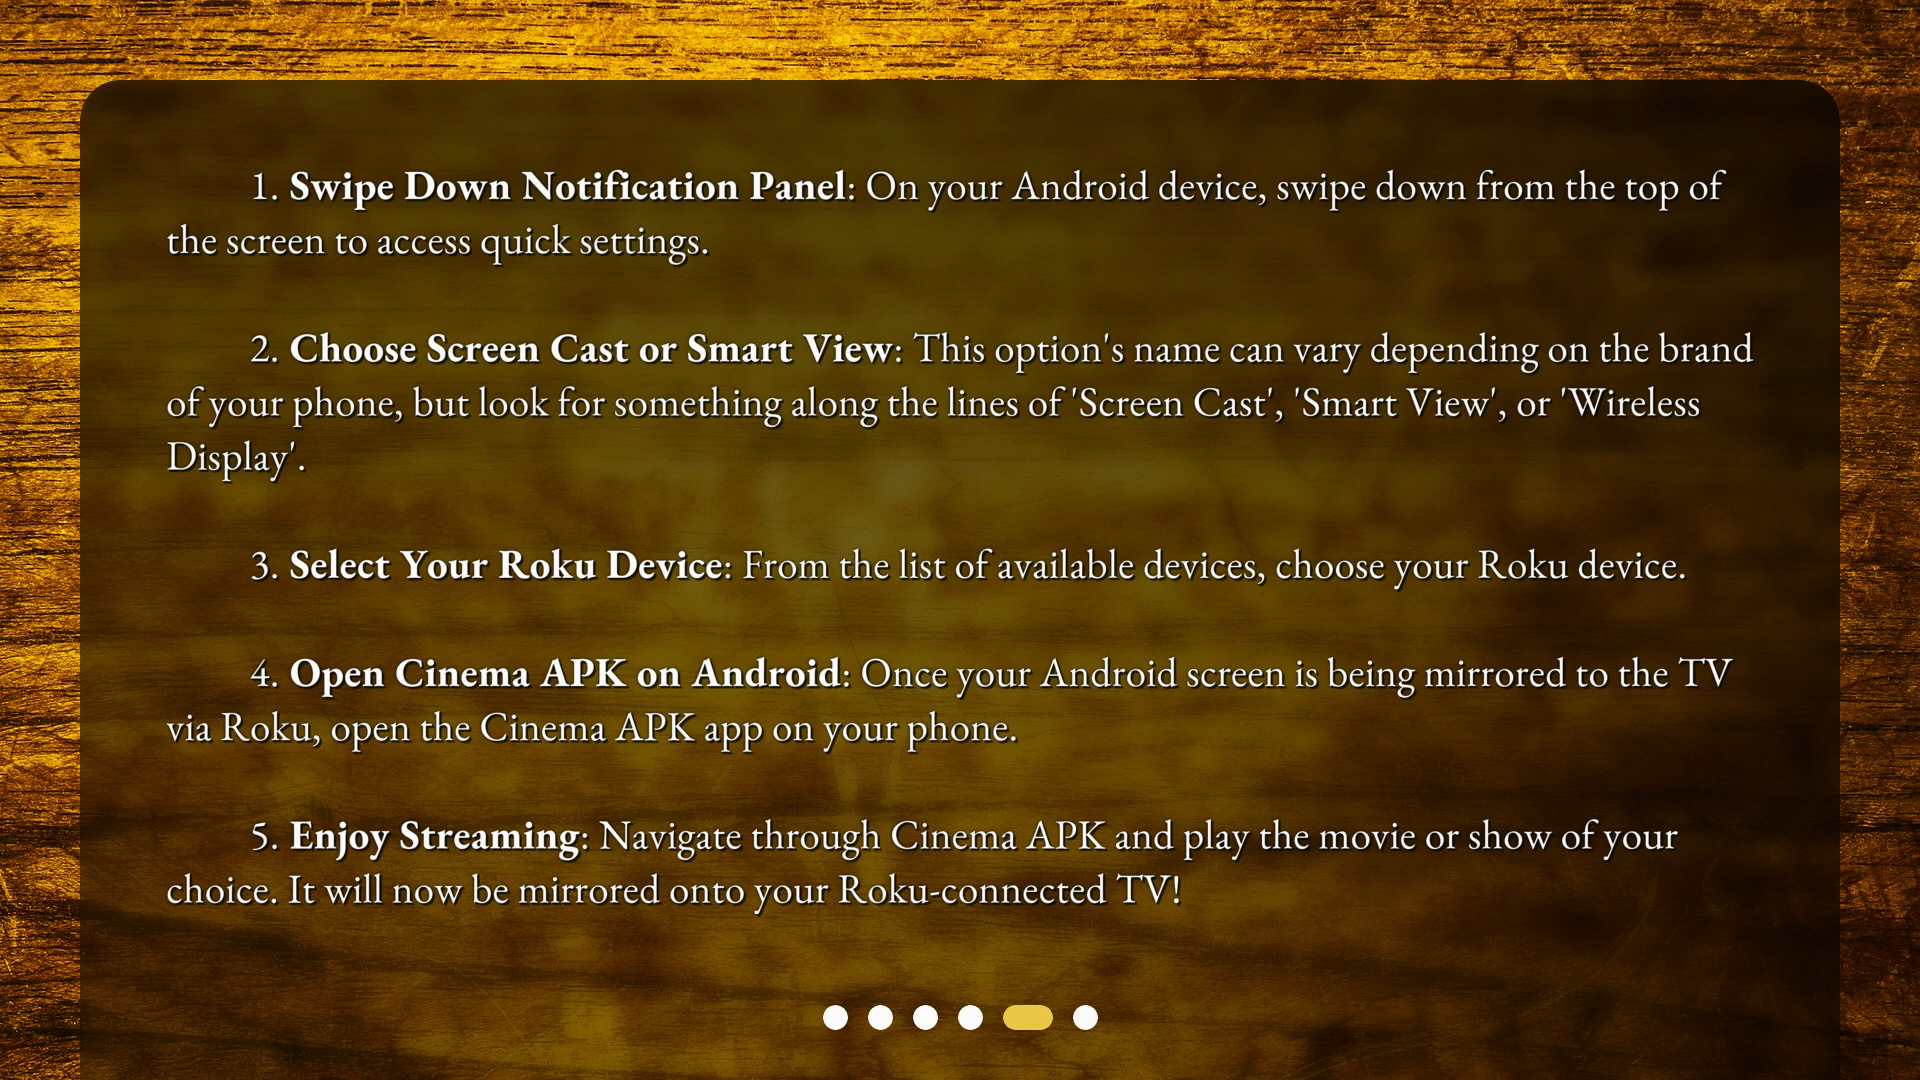 1. Swipe Down Notification Panel: On your Android device, swipe down from the top of
the screen to access quick settings.
2. Choose Screen Cast or Smart View: This option's name can vary depending on the brand
of your phone, but look for something along the lines of 'Screen Cast', 'Smart View', or 'Wireless
Display'.
3. Select Your Roku Device: From the list of available devices, choose your Roku device.
4. Open Cinema APK on Android: Once your Android screen is being mirrored to the TV
via Roku, open the Cinema APK app on your phone.
5. Enjoy Streaming: Navigate through Cinema APK and play the movie or show of your
choice. It will now be mirrored onto your Roku-connected TV!